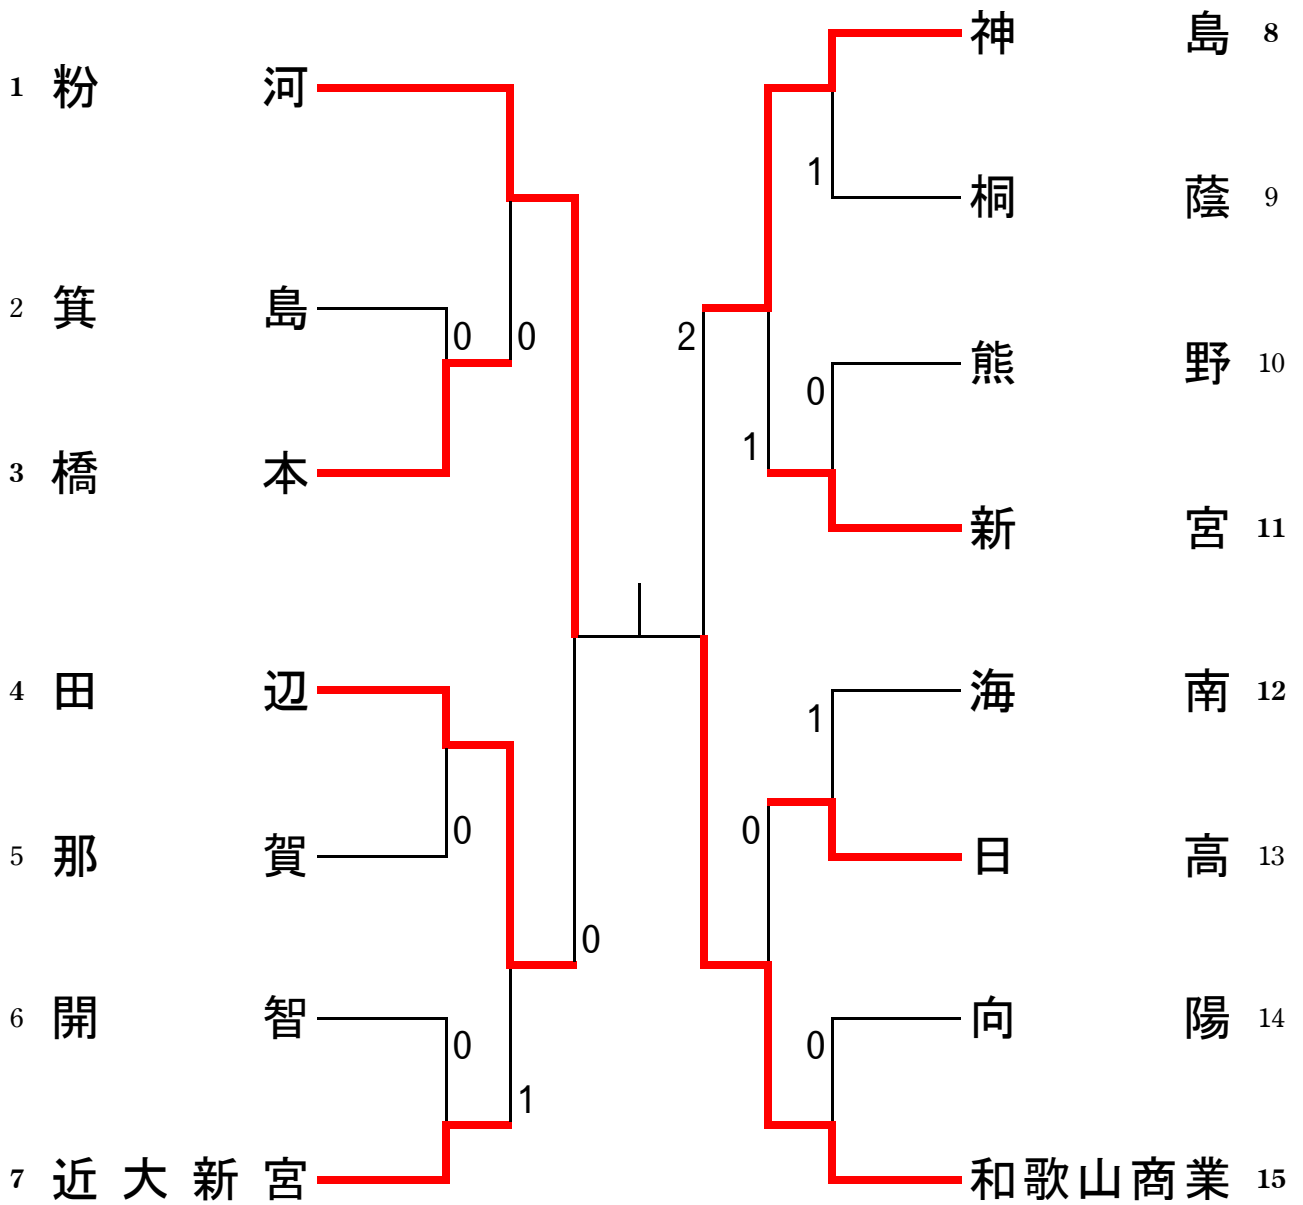 1 粉河
2 箕島
0
0
3 橋本
4 田辺
0
5 那賀
0
6 開智
0
1
7 近大新宮
神島 8
1
桐蔭 9
2
熊野 10
0
1
新宮 11
海南 12
1
0
日高 13
向陽 14
0
和歌山商業 15